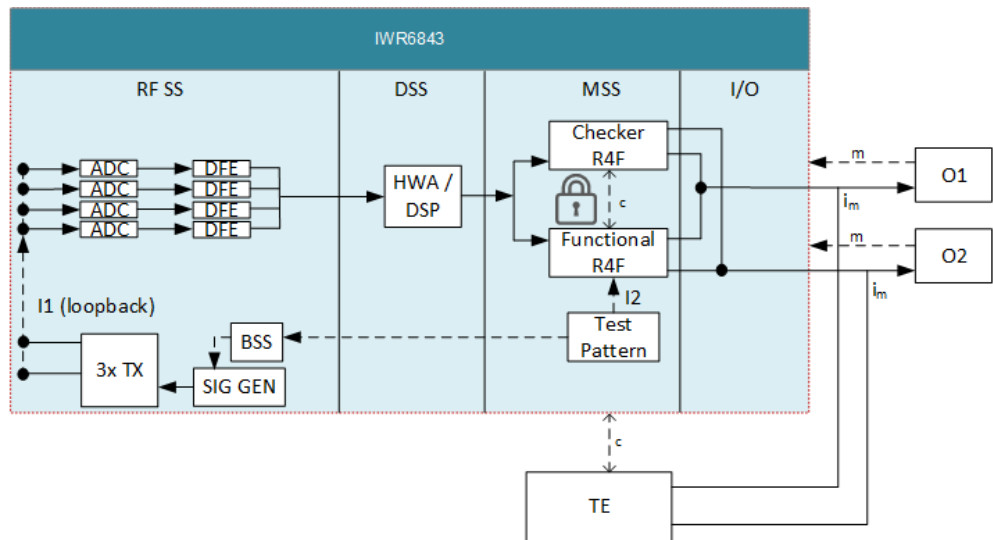 IWR6843
RF SS
DSS
MSS
I/O
Checker
R4F
ADC
DFE
ADC
DFE
ADC
DFE
ADC
DFE
HWA /
DSP
c
Functional
R4F
m
O1
im
m
O2
im
I1 (loopback)
I2
3x TX
BSS
SIG GEN
Test
Pattern
c
TE